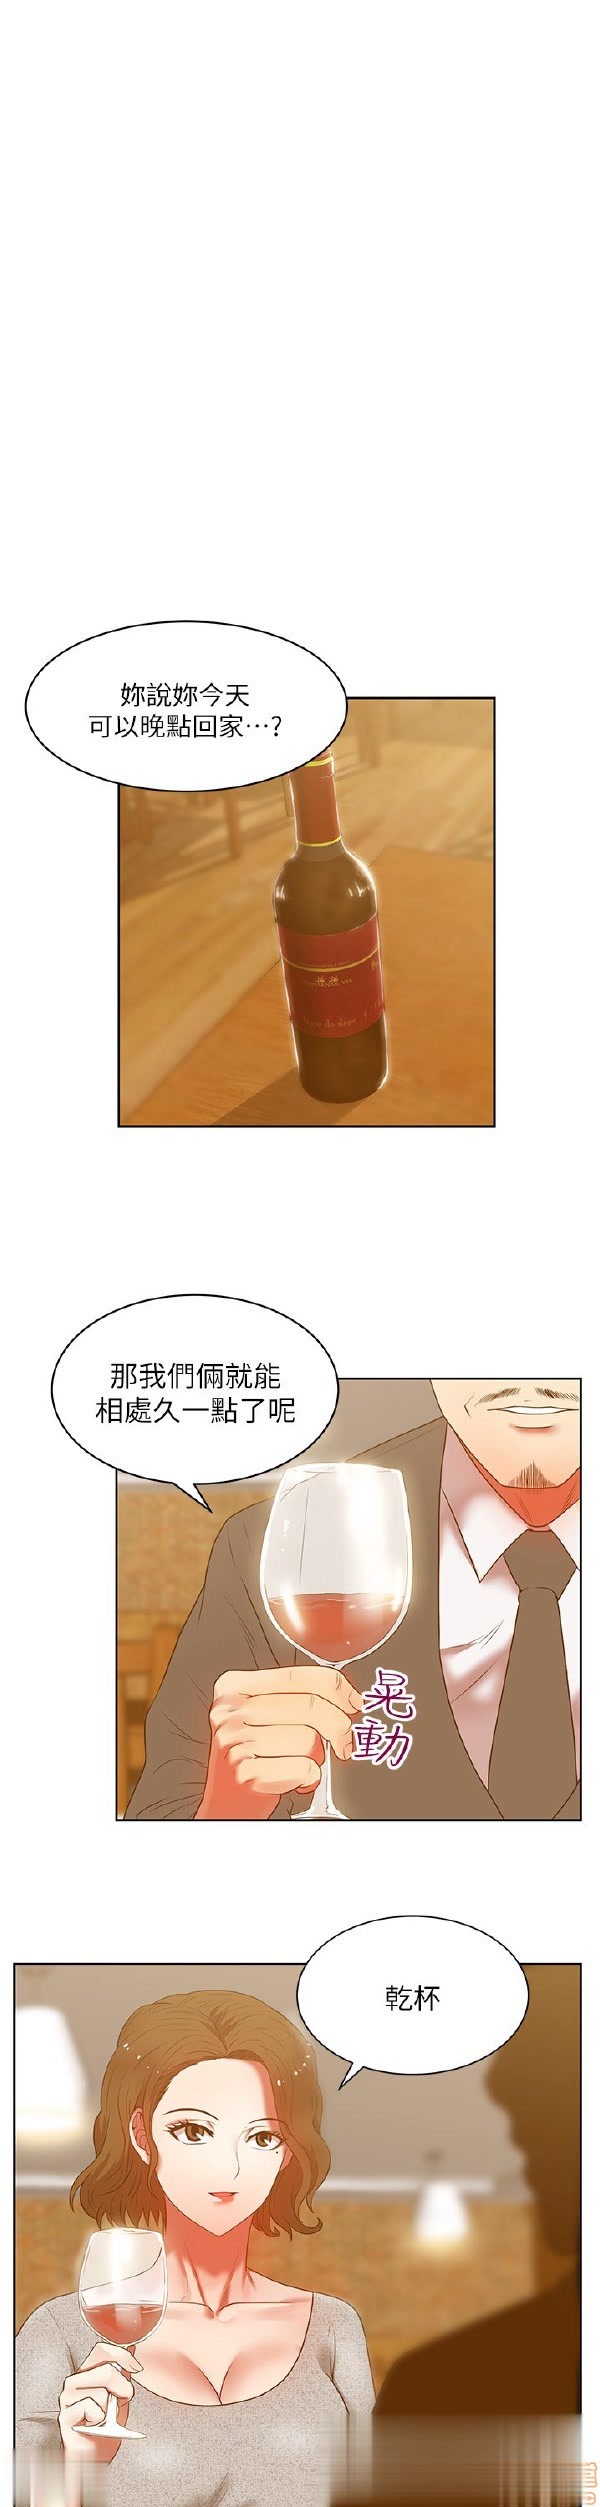 妳說妳今天
可以晚點回家…?
那我們倆就能
相處久一點了呢
晃動
乾杯